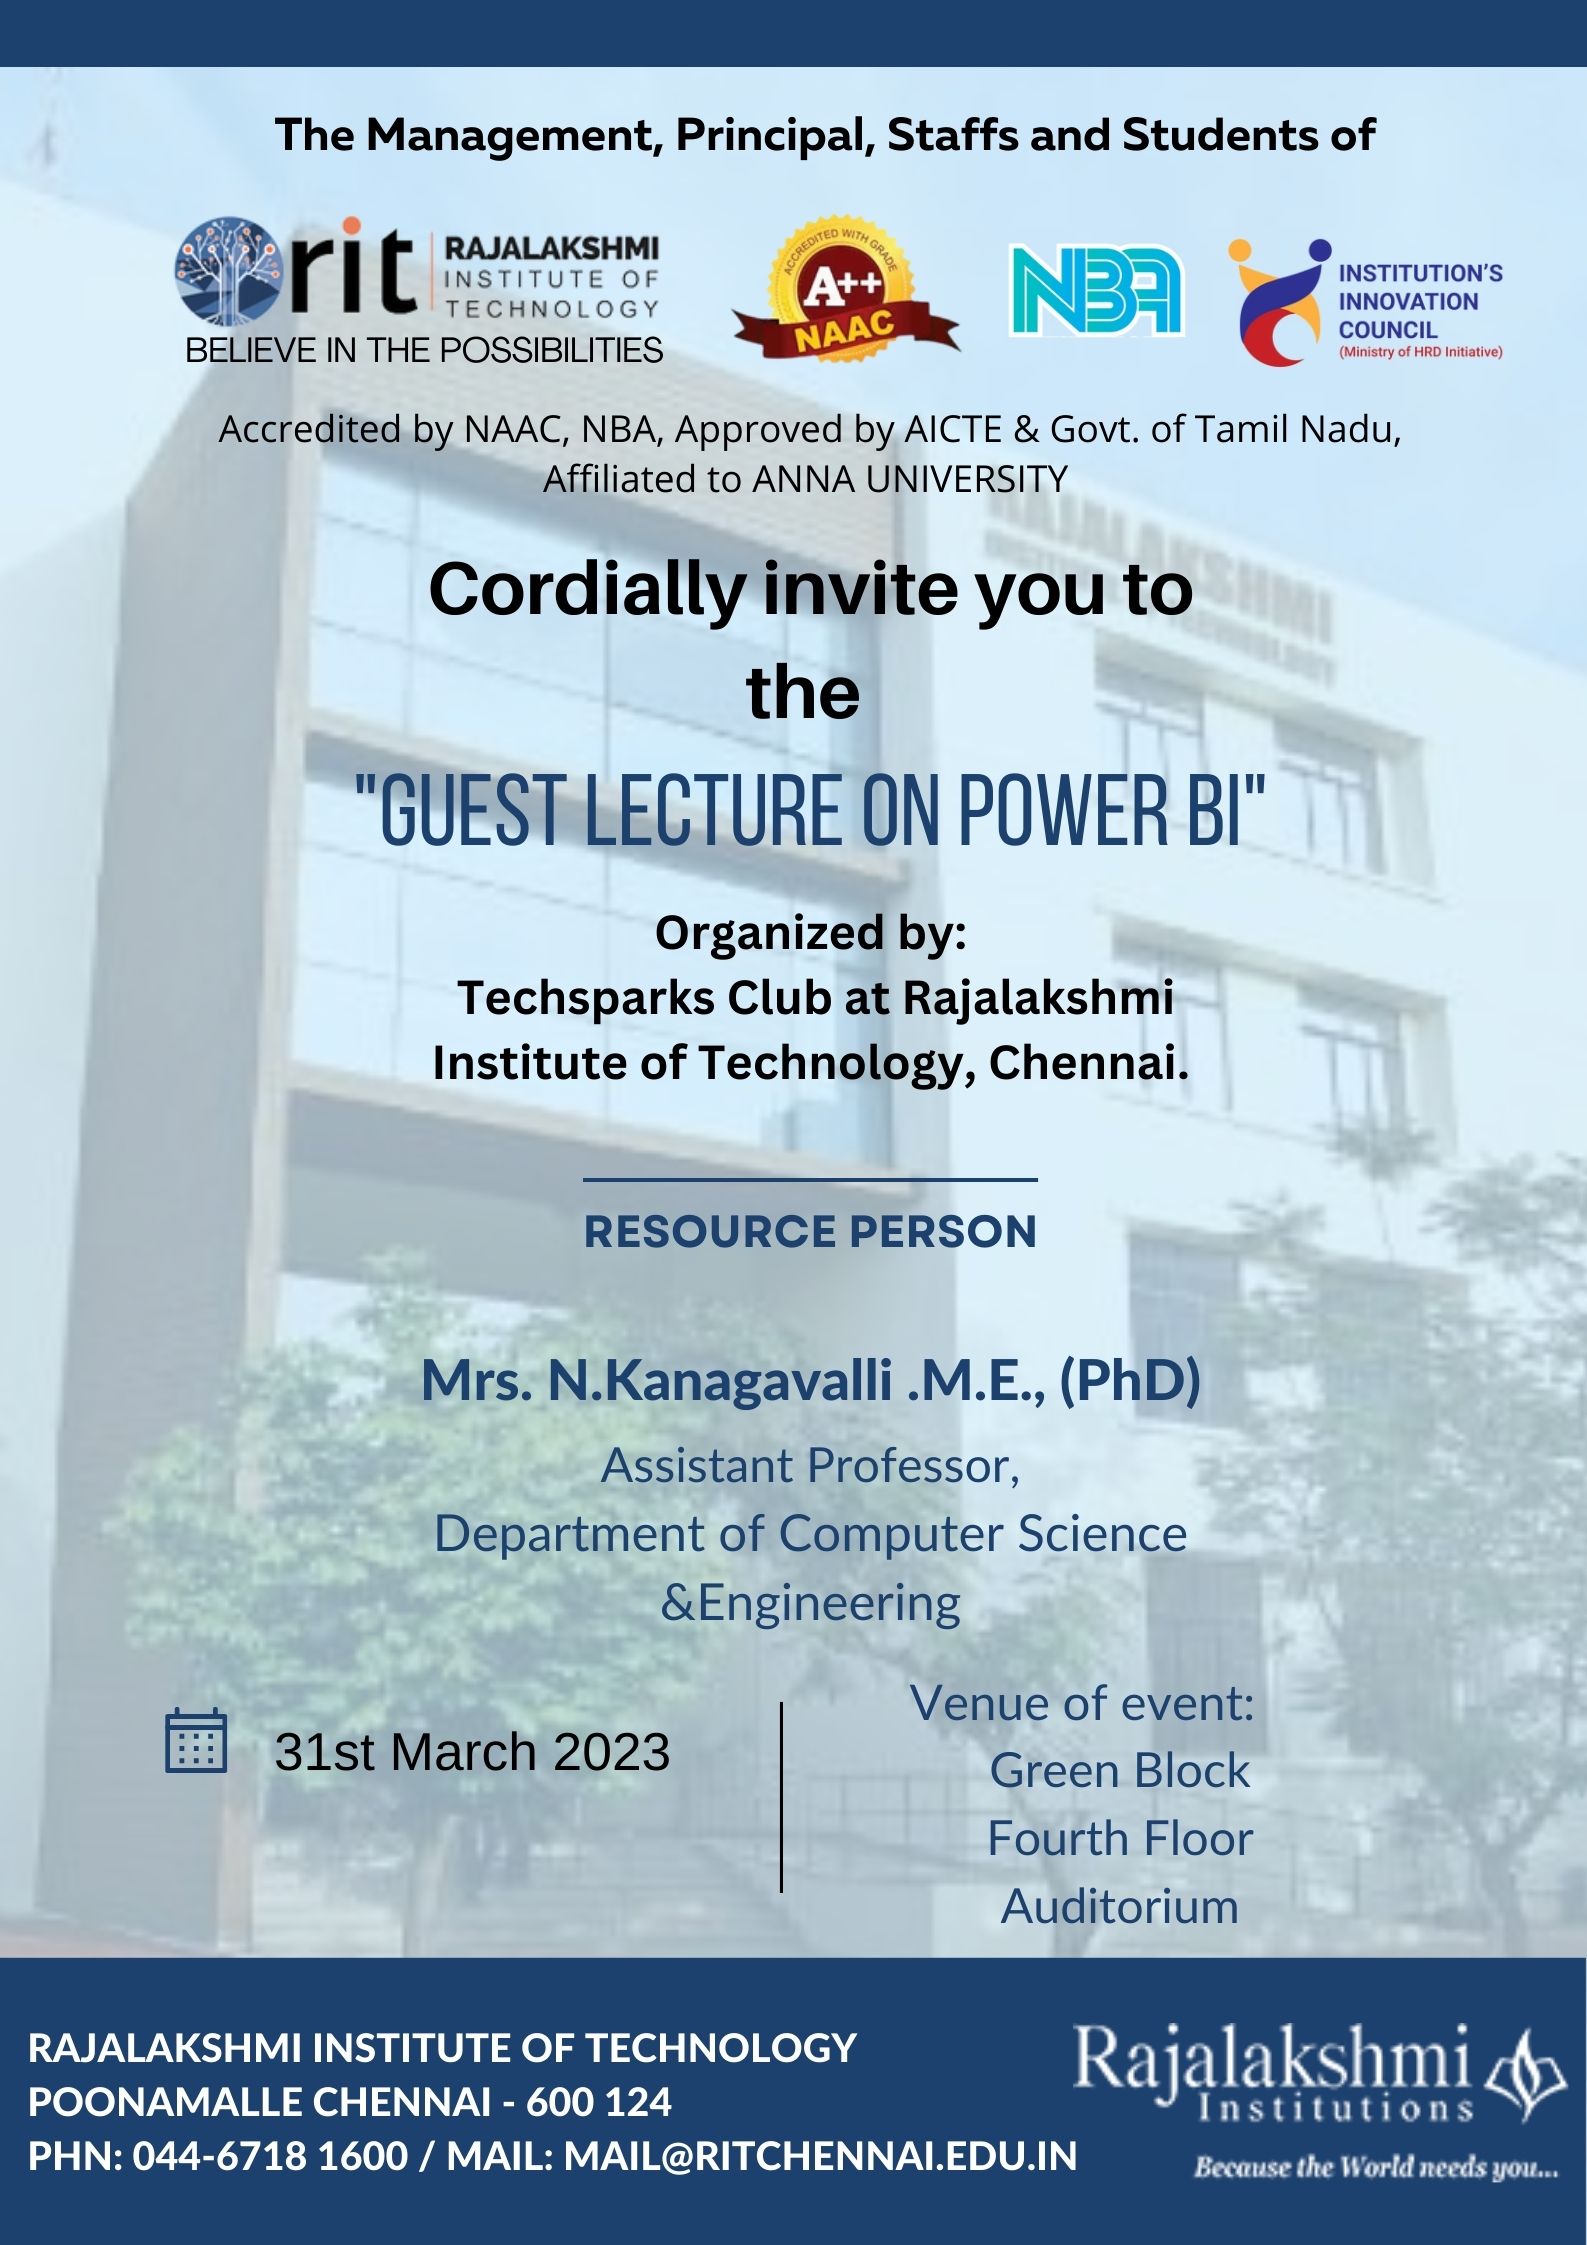 The Management, Principal, Staffs and Students of
rit
RAJALAKSHMI
INSTITUTE OF
TECHNOLOGY
BELIEVE IN THE POSSIBILITIES
ACCREDITED WITH GRADE
A++
NAAC
NBA
INSTITUTION'S
INNOVATION
COUNCIL
(Ministry of HRD Initiative)
Accredited by NAAC, NBA, Approved by AICTE & Govt. of Tamil Nadu,
Affiliated to ANNA UNIVERSITY
RAJALAKSHMI
INSTITUTE OF TECHNOLOGY
Cordially invite you to
the
"GUEST LECTURE ON POWER BI"
Organized by:
Techsparks Club at Rajalakshmi
Institute of Technology, Chennai.
RESOURCE PERSON
Mrs. N.Kanagavalli .M.E., (PhD)
Assistant Professor,
Department of Computer Science
&Engineering
31st March 2023
Venue of event:
Green Block
Fourth Floor
Auditorium
RAJALAKSHMI INSTITUTE OF TECHNOLOGY
POONAMALLE CHENNAI - 600 124
PHN: 044-6718 1600 / MAIL: MAIL@RITCHENNAI.EDU.IN
Rajalakshmi
Institutions
Because the World needs you...